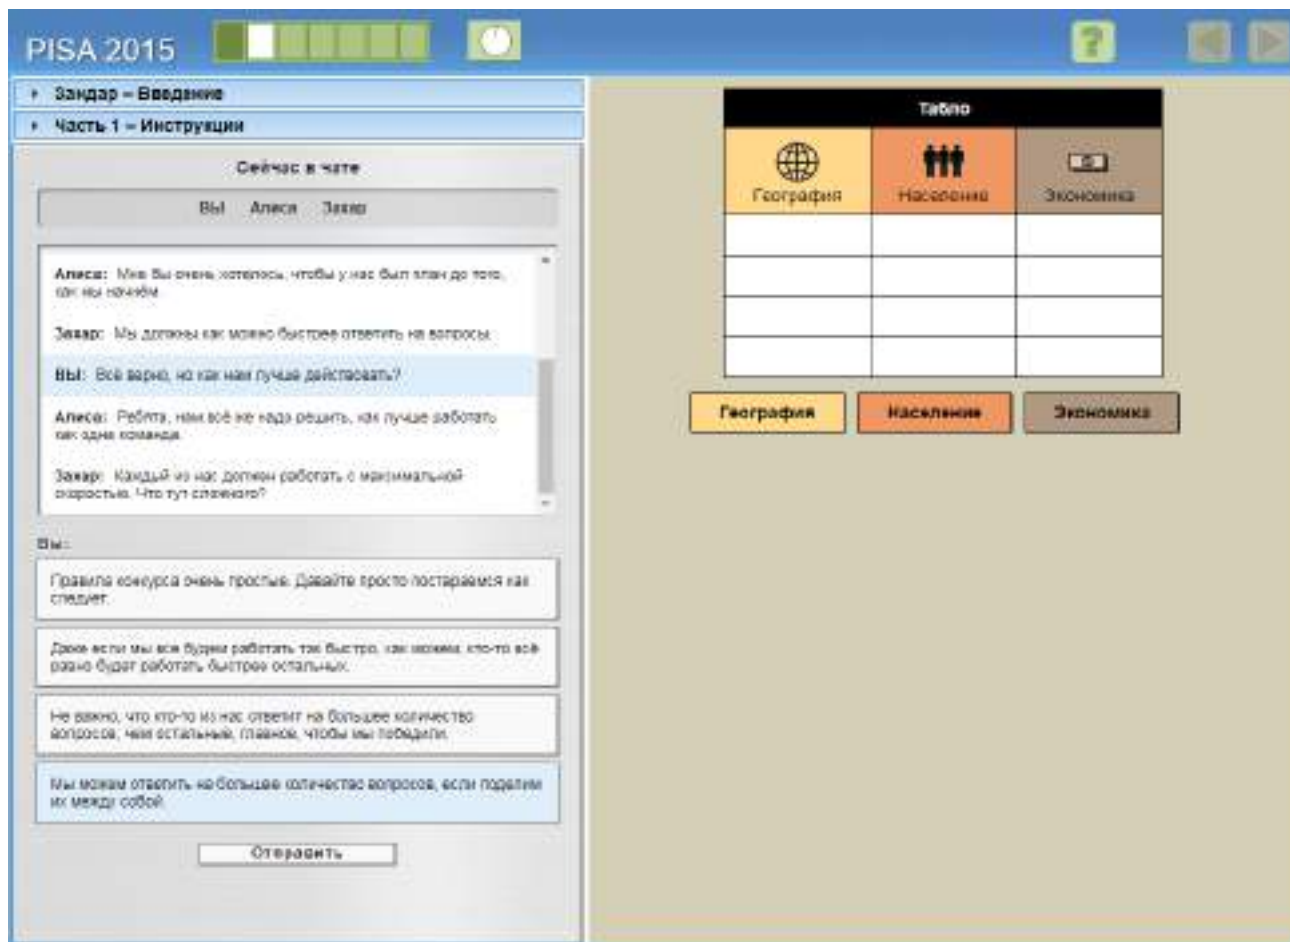 PISA 2015
?
Зандар – Введение
Часть 1 – Инструкции
Сейчас в чате
ВЫ Алиса Захар
Алиса: Мне бы очень хотелось, чтобы у нас был план до того,
как мы начнём.
Захар: Мы должны как можно быстрее ответить на вопросы.
ВЫ: Всё верно, но как нам лучше действовать?
Алиса: Ребята, нам всё же надо решить, как лучше работать
как одна команда.
Захар: Каждый из нас должен работать с максимальной
скоростью. Что тут сложного?
Вы:
Правила конкурса очень простые. Давайте просто постараемся как
следует.
Даже если мы все будем работать так быстро, как можем, кто-то всё
равно будет работать быстрее остальных.
Не важно, что кто-то из нас ответит на большее количество
вопросов, чем остальные, главное, чтобы мы победили.
Мы можем ответить на большее количество вопросов, если поделим
их между собой.
Отправить
Табло
География Население Экономика
География Население Экономика